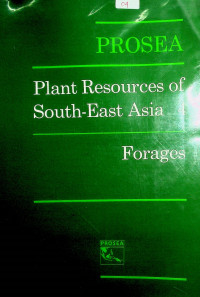 PROSEA
Plant Resources of
South-East Asia
Forages
PROSEA